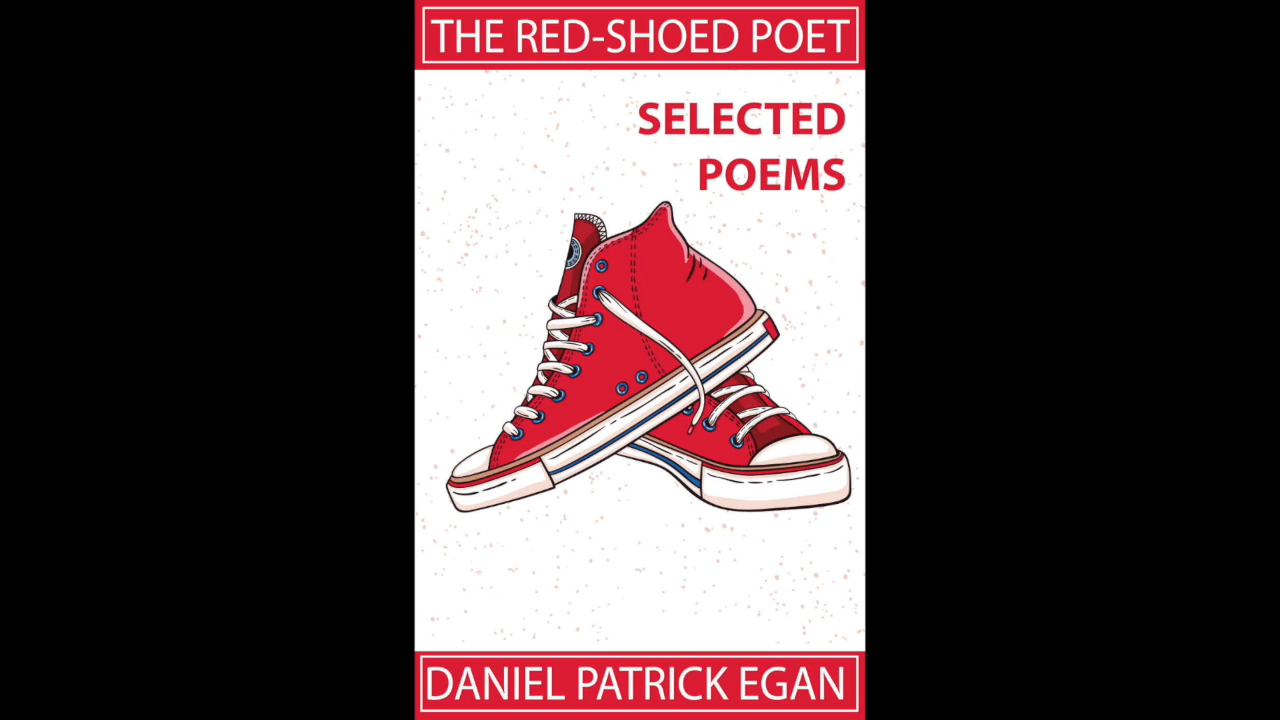 THE RED-SHOED POET
SELECTED
POEMS
DANIEL PATRICK EGAN